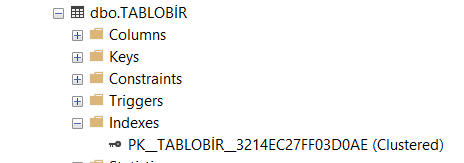 dbo.TABLOBİR
Columns
Keys
Constraints
Triggers
Indexes
PK__TABLOBİR__3214EC27FF03D0AE (Clustered)